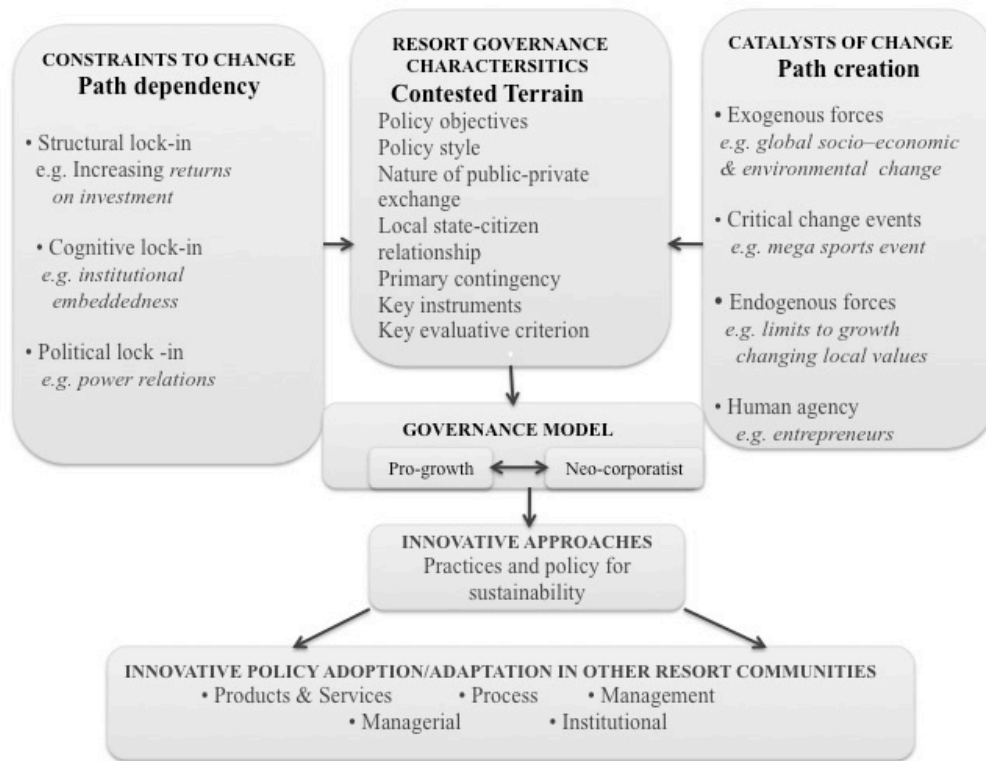 CONSTRAINTS TO CHANGE
Path dependency
• Structural lock-in
e.g. Increasing returns
on investment
• Cognitive lock-in
e.g. institutional
embeddedness
• Political lock -in
e.g. power relations
RESORT GOVERNANCE
CHARACTERSITICS
Contested Terrain
Policy objectives
Policy style
Nature of public-private
exchange
Local state-citizen
relationship
Primary contingency
Key instruments
Key evaluative criterion
CATALYSTS OF CHANGE
Path creation
• Exogenous forces
e.g. global socio–economic
& environmental change
• Critical change events
e.g. mega sports event
• Endogenous forces
e.g. limits to growth
changing local values
• Human agency
e.g. entrepreneurs
GOVERNANCE MODEL
Pro-growth
Neo-corporatist
INNOVATIVE APPROACHES
Practices and policy for
sustainability
INNOVATIVE POLICY ADOPTION/ADAPTATION IN OTHER RESORT COMMUNITIES
• Products & Services • Process • Management
• Managerial • Institutional